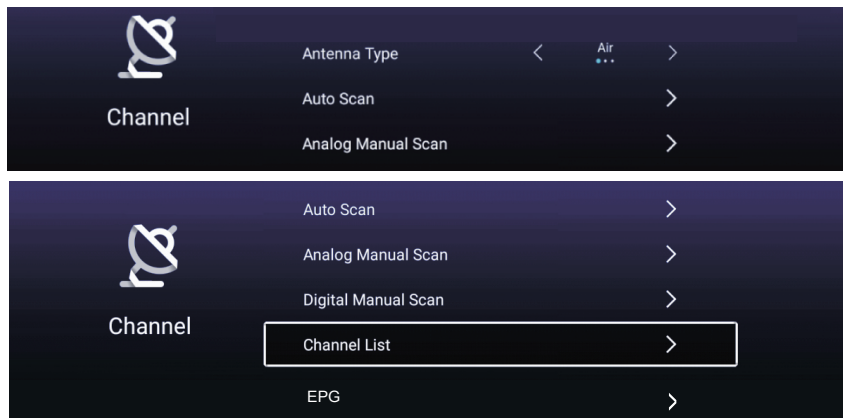 Antenna Type
Air
Auto Scan
Channel
Analog Manual Scan
Auto Scan
Analog Manual Scan
Digital Manual Scan
Channel
Channel List
EPG